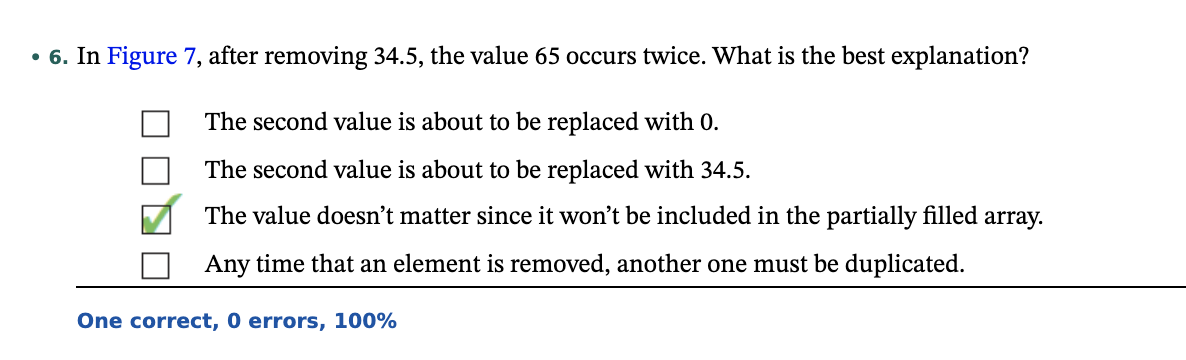 • 6. In Figure 7, after removing 34.5, the value 65 occurs twice. What is the best explanation?
The second value is about to be replaced with 0.
The second value is about to be replaced with 34.5.
The value doesn’t matter since it won’t be included in the partially filled array.
Any time that an element is removed, another one must be duplicated.
One correct, 0 errors, 100%